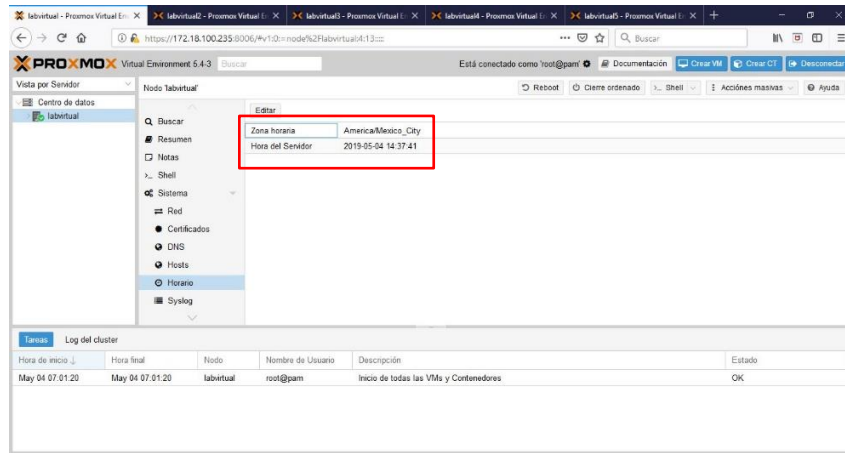 labvirtual - Proxmox Virtual En
labvirtual2 - Proxmox Virtual En
labvirtual3 - Proxmox Virtual En
labvirtual4 - Proxmox Virtual En
labvirtual5 - Proxmox Virtual En
https://172.18.100.235:8006/#v1:0:=node%2Flabvirtual:4:13:::::
Buscar
PROXMOX Virtual Environment 5.4-3 Buscar
Está conectado como 'root@pam' Documentación Crear VM Crear CT Desconectar
Vista por Servidor
Nodo 'labvirtual'
Reboot Cierre ordenado Shell Acciónes masivas Ayuda
Centro de datos
labvirtual
Buscar
Resumen
Notas
Shell
Sistema
Red
Certificados
DNS
Hosts
Horario
Syslog
Editar
Zona horaria America/Mexico_City
Hora del Servidor 2019-05-04 14:37:41
Tareas Log del cluster
Hora de inicio ↓ Hora final Nodo Nombre de Usuario Descripción Estado
May 04 07:01:20 May 04 07:01:20 labvirtual root@pam Inicio de todas las VMs y Contenedores OK